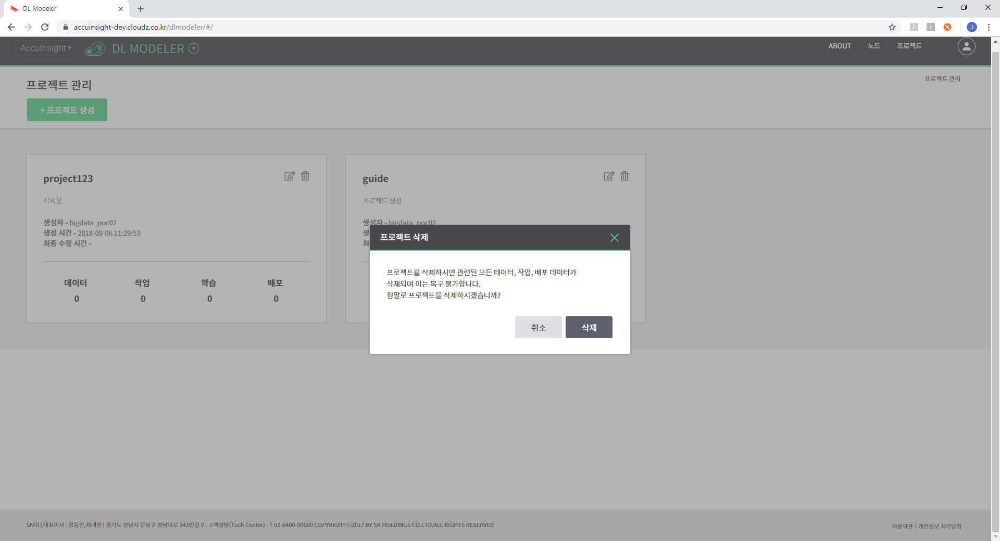 DL Modeler
accuinsight-dev.cloudz.co.kr/dlmodeler/#/
J
AccuInsight+
DL MODELER
ABOUT
노드
프로젝트
프로젝트 관리
프로젝트 관리
+ 프로젝트 생성
project123
삭제용
생성자 - bigdata_poc02
생성 시간 - 2018-09-06 11:29:53
최종 수정 시간 -
데이터 작업 학습 배포
0 0 0 0
guide
프로젝트 생성
생성자 - bigdata_poc02
생
최
프로젝트 삭제
프로젝트를 삭제하시면 관련된 모든 데이터, 작업, 배포 데이터가
삭제되며 이는 복구 불가합니다.
정말로 프로젝트를 삭제하시겠습니까?
취소 삭제
SK㈜ | 대표이사 : 장동현,최태원 | 경기도 성남시 분당구 성남대로 343번길 9 | 고객상담(Tech Center) : T 02-6400-00000 COPYRIGHTⓒ2017 BY SK HOLDINGS CO.LTD.ALL RIGHTS RESERVED
이용약관 | 개인정보 처리방침